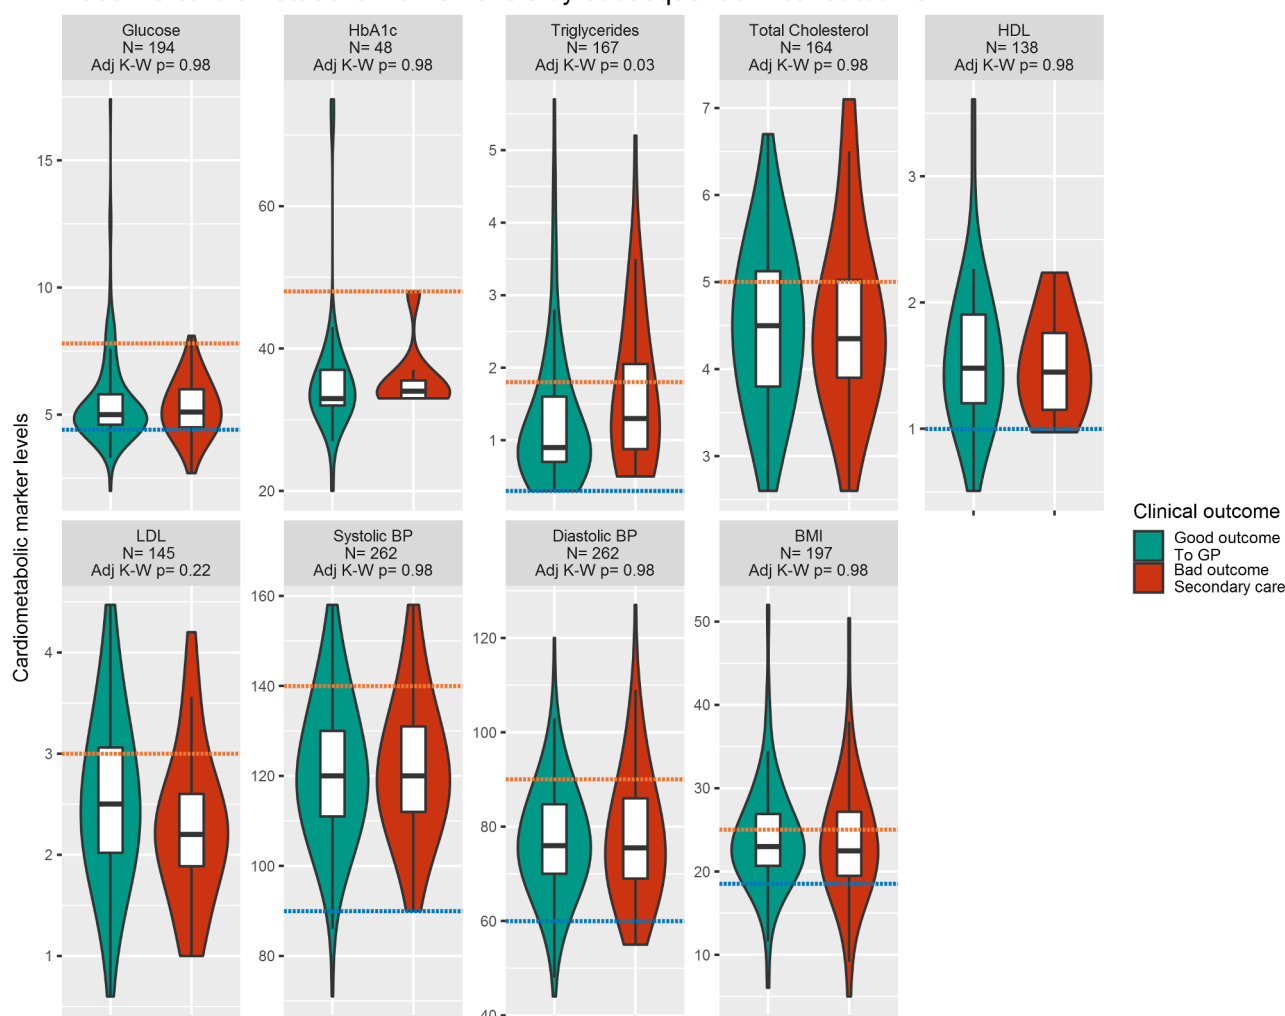 Glucose
N= 194
Adj K-W p= 0.98
HbA1c
N= 48
Adj K-W p= 0.98
Triglycerides
N= 167
Adj K-W p= 0.03
Total Cholesterol
N= 164
Adj K-W p= 0.98
HDL
N= 138
Adj K-W p= 0.98
15
10
5
60
40
20
5
4
3
2
1
7
6
5
4
3
3
2
1
Cardiometabolic marker levels
LDL
N= 145
Adj K-W p= 0.22
Systolic BP
N= 262
Adj K-W p= 0.98
Diastolic BP
N= 262
Adj K-W p= 0.98
BMI
N= 197
Adj K-W p= 0.98
4
3
2
1
160
140
120
100
80
120
100
80
60
40
50
40
30
20
10
Clinical outcome
Good outcome
To GP
Bad outcome
Secondary care